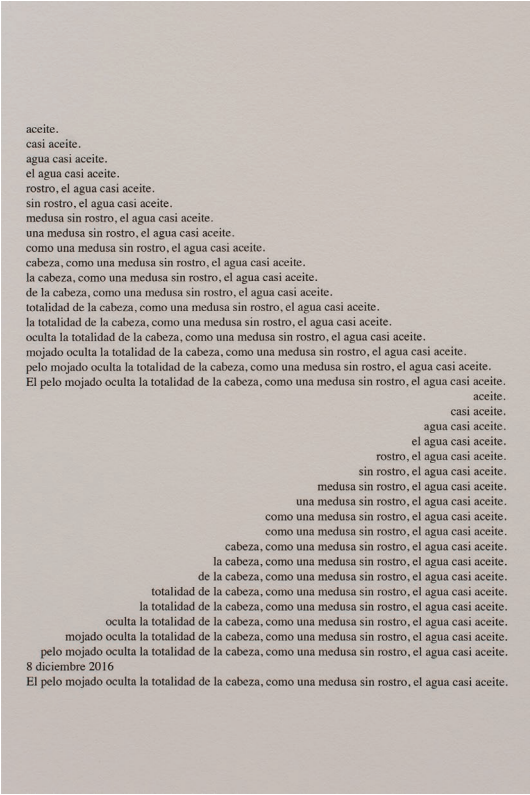 aceite.
casi aceite.
agua casi aceite.
el agua casi aceite.
rostro, el agua casi aceite.
sin rostro, el agua casi aceite.
medusa sin rostro, el agua casi aceite.
una medusa sin rostro, el agua casi aceite.
como una medusa sin rostro, el agua casi aceite.
cabeza, como una medusa sin rostro, el agua casi aceite.
la cabeza, como una medusa sin rostro, el agua casi aceite.
de la cabeza, como una medusa sin rostro, el agua casi aceite.
totalidad de la cabeza, como una medusa sin rostro, el agua casi aceite.
la totalidad de la cabeza, como una medusa sin rostro, el agua casi aceite.
oculta la totalidad de la cabeza, como una medusa sin rostro, el agua casi aceite.
mojado oculta la totalidad de la cabeza, como una medusa sin rostro, el agua casi aceite.
pelo mojado oculta la totalidad de la cabeza, como una medusa sin rostro, el agua casi aceite.
El pelo mojado oculta la totalidad de la cabeza, como una medusa sin rostro, el agua casi aceite.
aceite.
casi aceite.
agua casi aceite.
el agua casi aceite.
rostro, el agua casi aceite.
sin rostro, el agua casi aceite.
medusa sin rostro, el agua casi aceite.
una medusa sin rostro, el agua casi aceite.
como una medusa sin rostro, el agua casi aceite.
como una medusa sin rostro, el agua casi aceite.
cabeza, como una medusa sin rostro, el agua casi aceite.
la cabeza, como una medusa sin rostro, el agua casi aceite.
de la cabeza, como una medusa sin rostro, el agua casi aceite.
totalidad de la cabeza, como una medusa sin rostro, el agua casi aceite.
la totalidad de la cabeza, como una medusa sin rostro, el agua casi aceite.
oculta la totalidad de la cabeza, como una medusa sin rostro, el agua casi aceite.
mojado oculta la totalidad de la cabeza, como una medusa sin rostro, el agua casi aceite.
pelo mojado oculta la totalidad de la cabeza, como una medusa sin rostro, el agua casi aceite.
8 diciembre 2016
El pelo mojado oculta la totalidad de la cabeza, como una medusa sin rostro, el agua casi aceite.